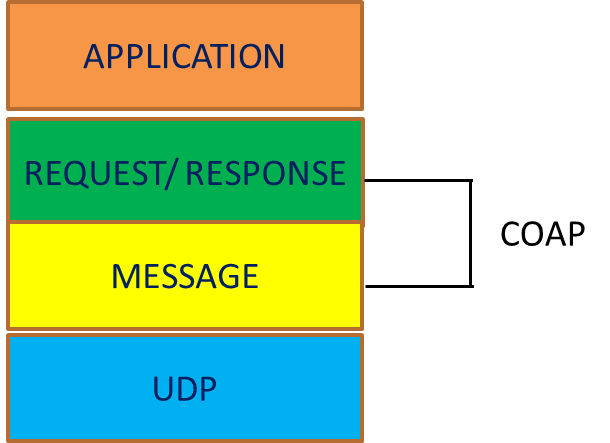 APPLICATION
REQUEST/ RESPONSE
COAP
MESSAGE
UDP